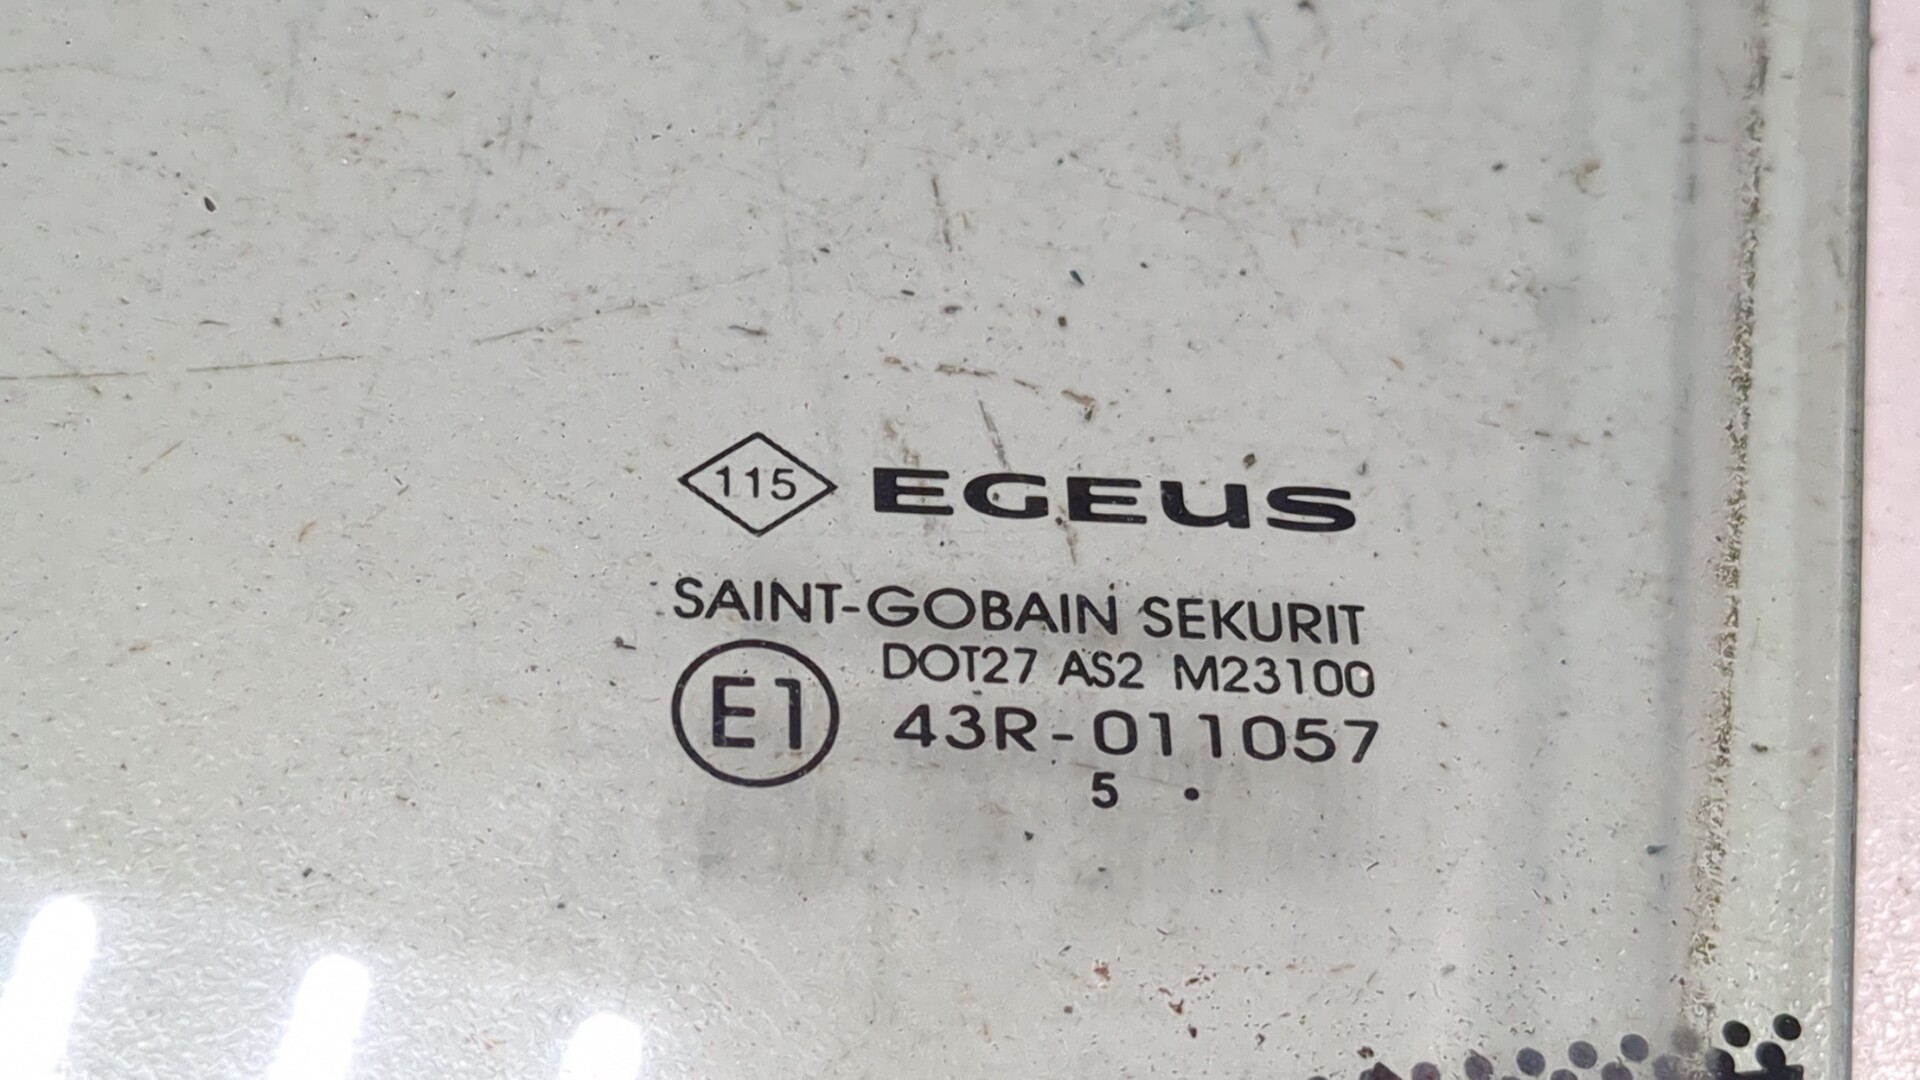 115 EGEUS
SAINT-GOBAIN SEKURIT
DOT27 AS2 M23100
E1 43R-011057
5 .